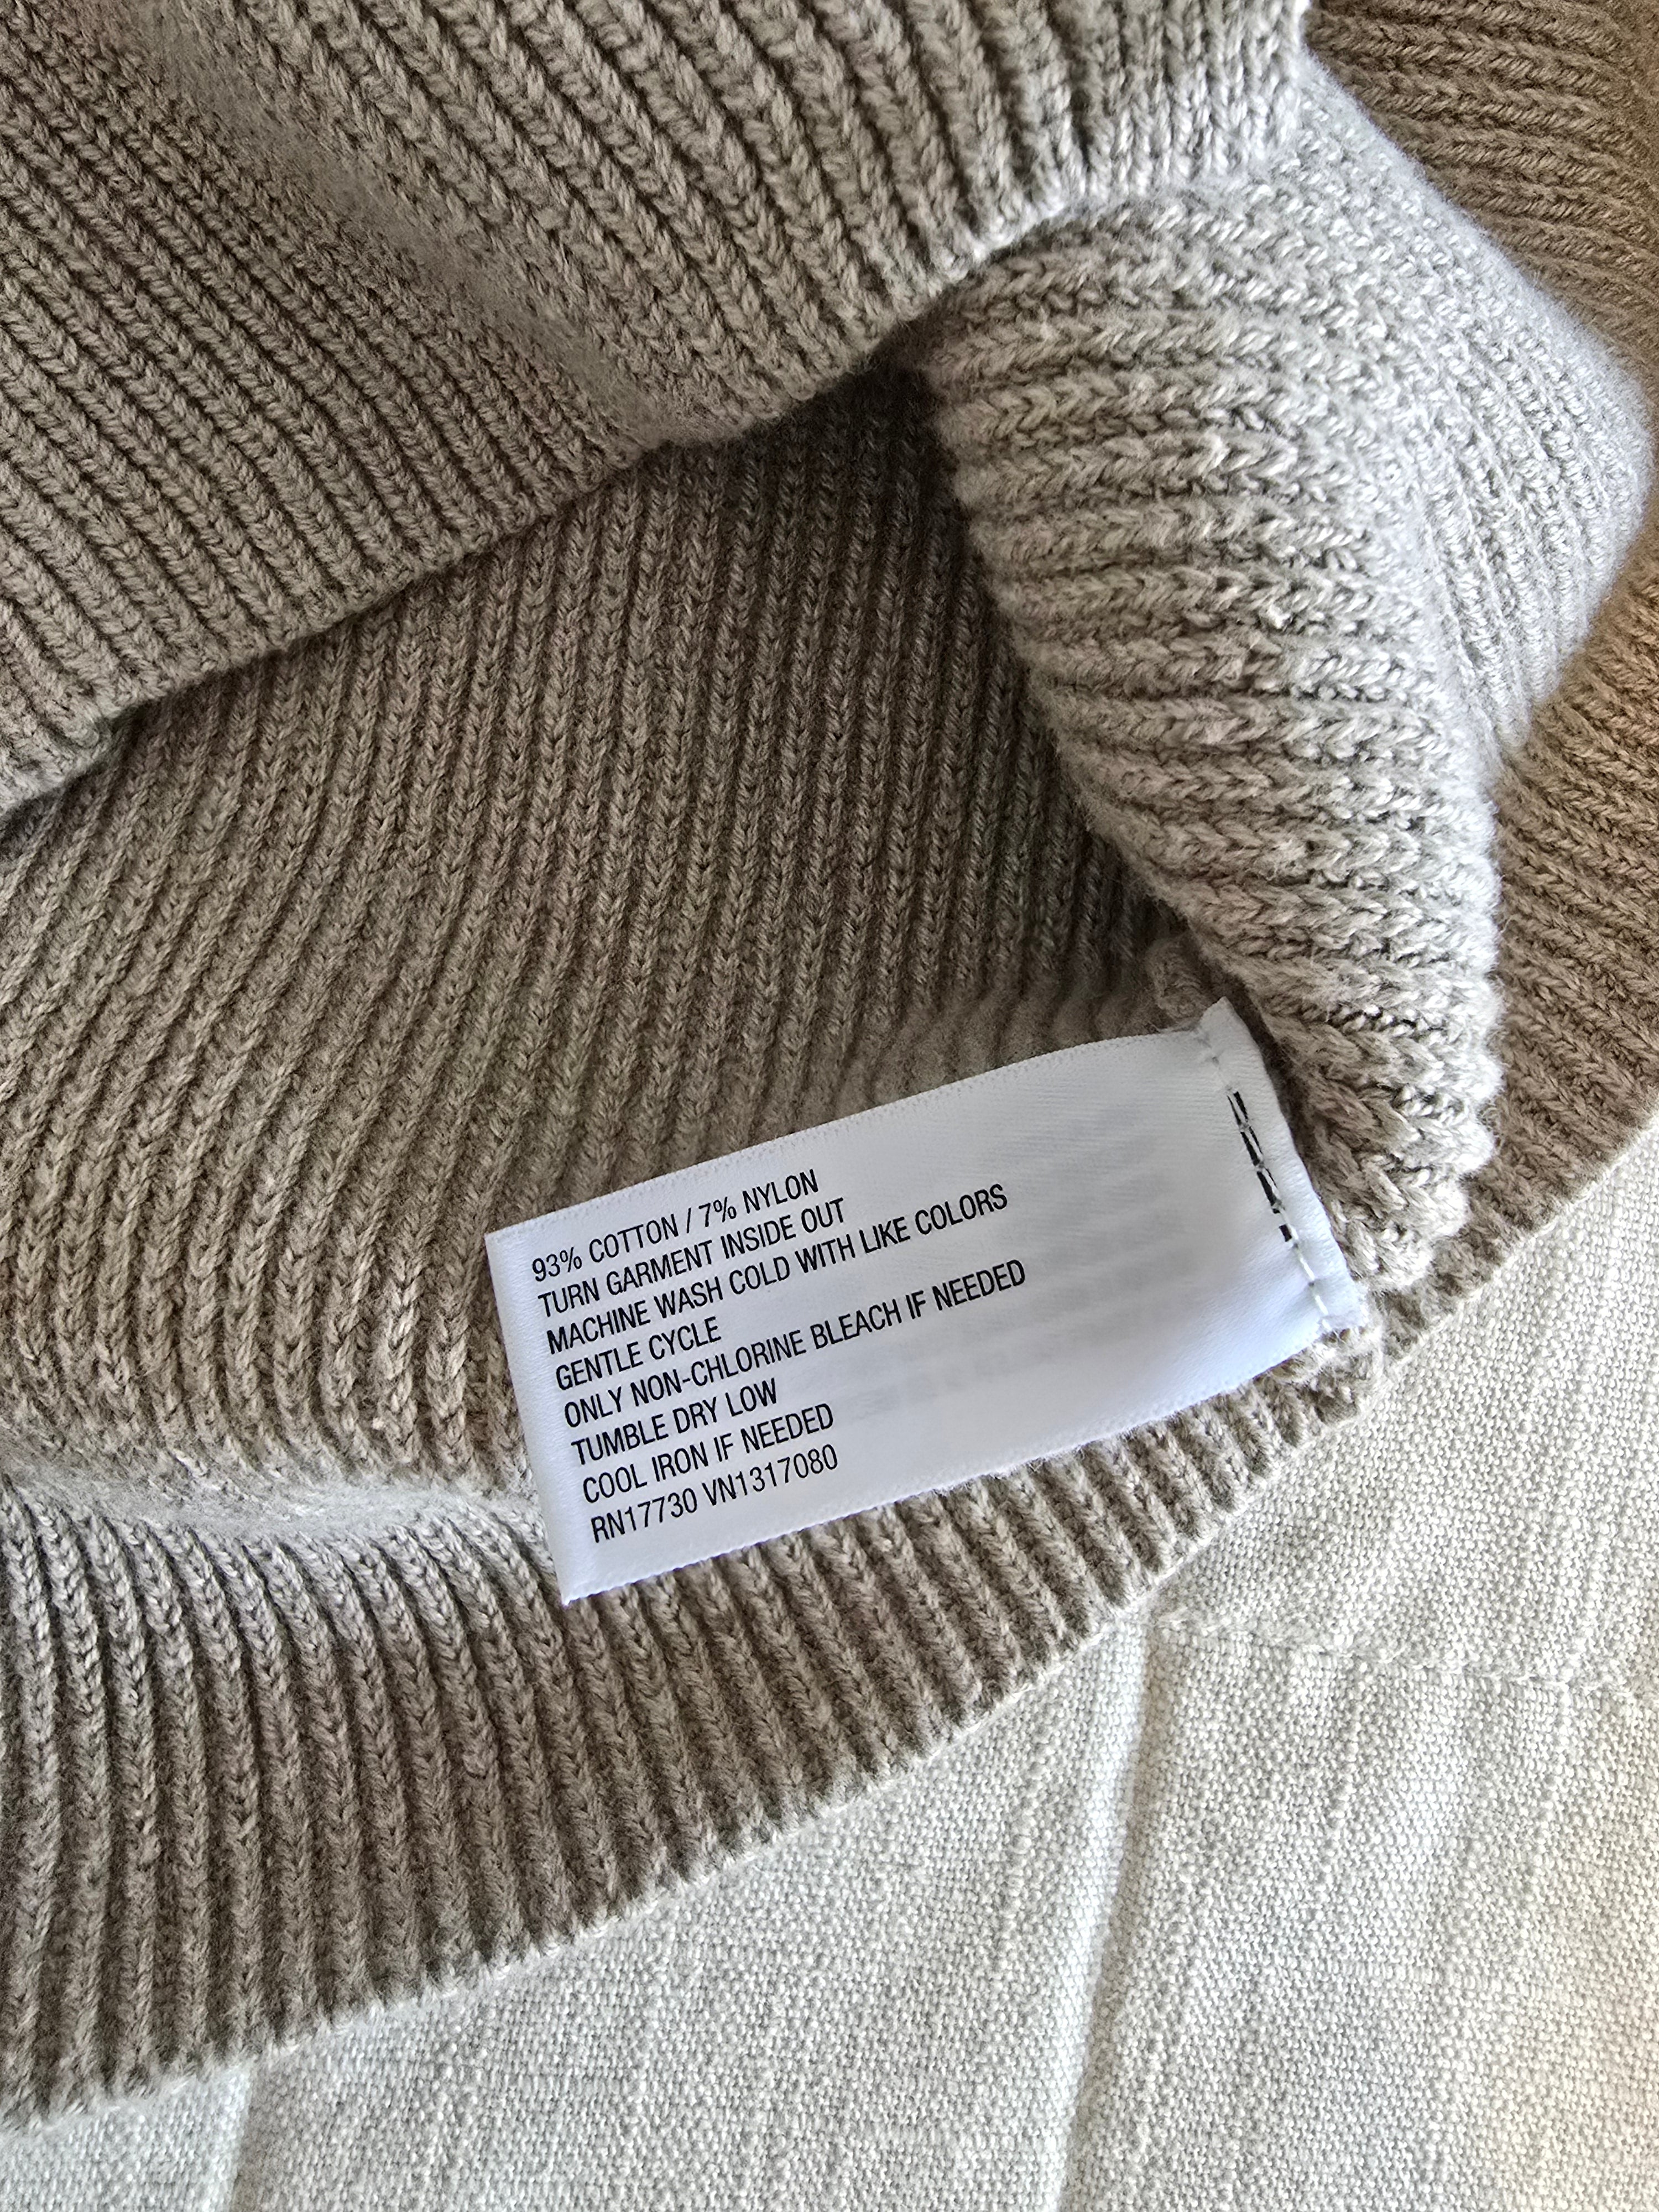 93% COTTON / 7% NYLON
TURN GARMENT INSIDE OUT
MACHINE WASH COLD WITH LIKE COLORS
GENTLE CYCLE
ONLY NON-CHLORINE BLEACH IF NEEDED
TUMBLE DRY LOW
COOL IRON IF NEEDED
RN17730 VN1317080